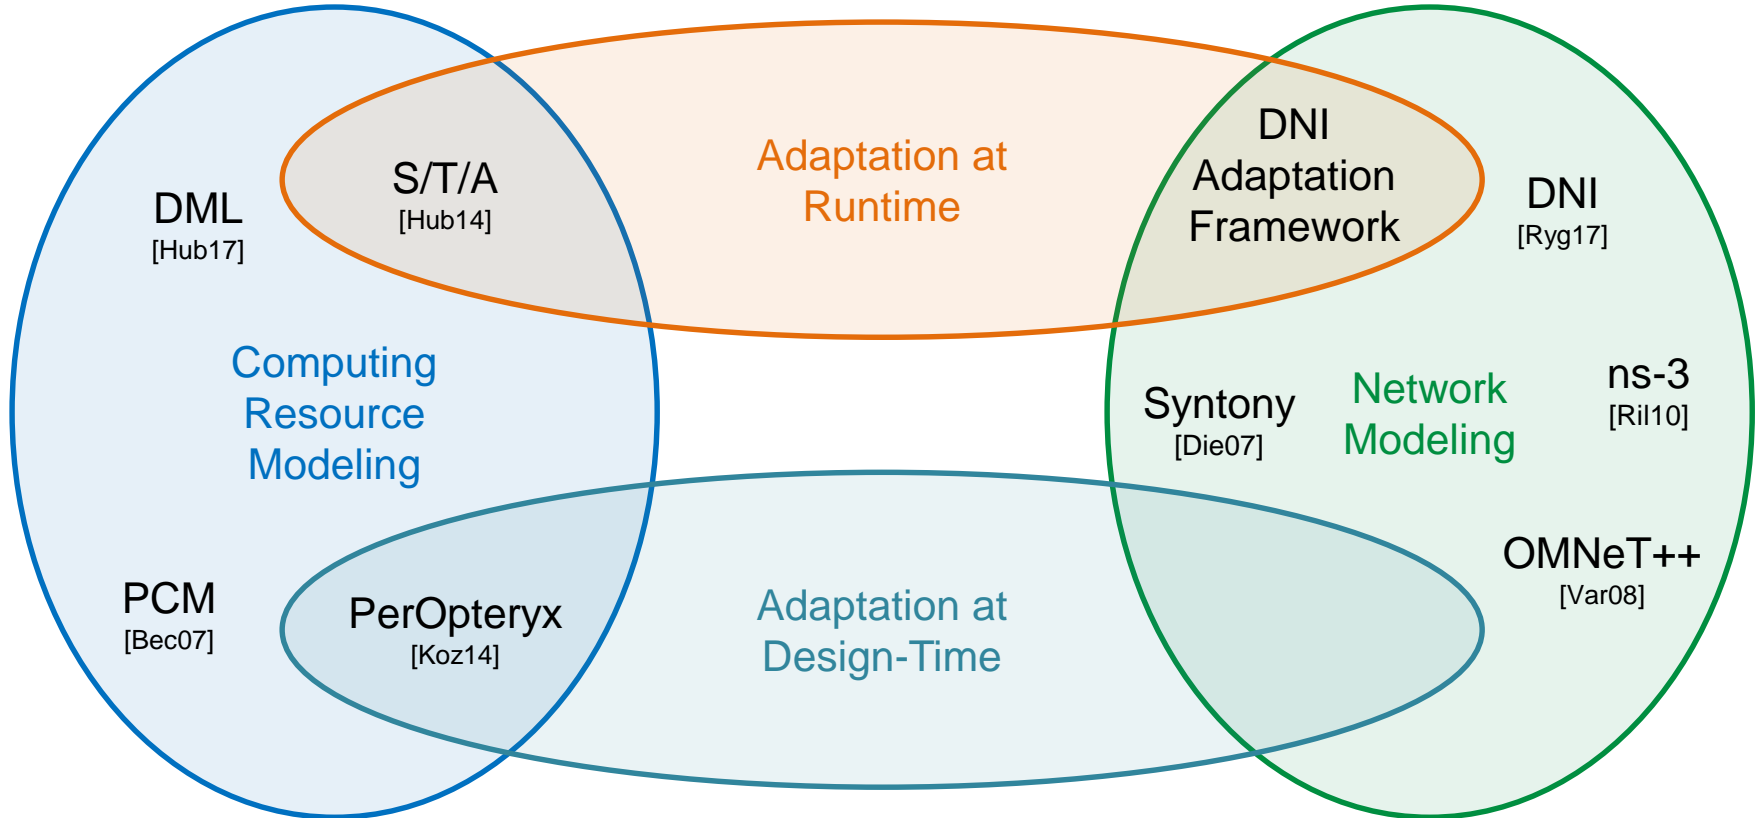 Adaptation at
Runtime
S/T/A
[Hub14]
DNI
Adaptation
Framework
DML
[Hub17]
DNI
[Ryg17]
Computing
Resource
Modeling
Syntony
[Die07]
Network
Modeling
ns-3
[Ril10]
PCM
[Bec07]
PerOpteryx
[Koz14]
Adaptation at
Design-Time
OMNeT++
[Var08]